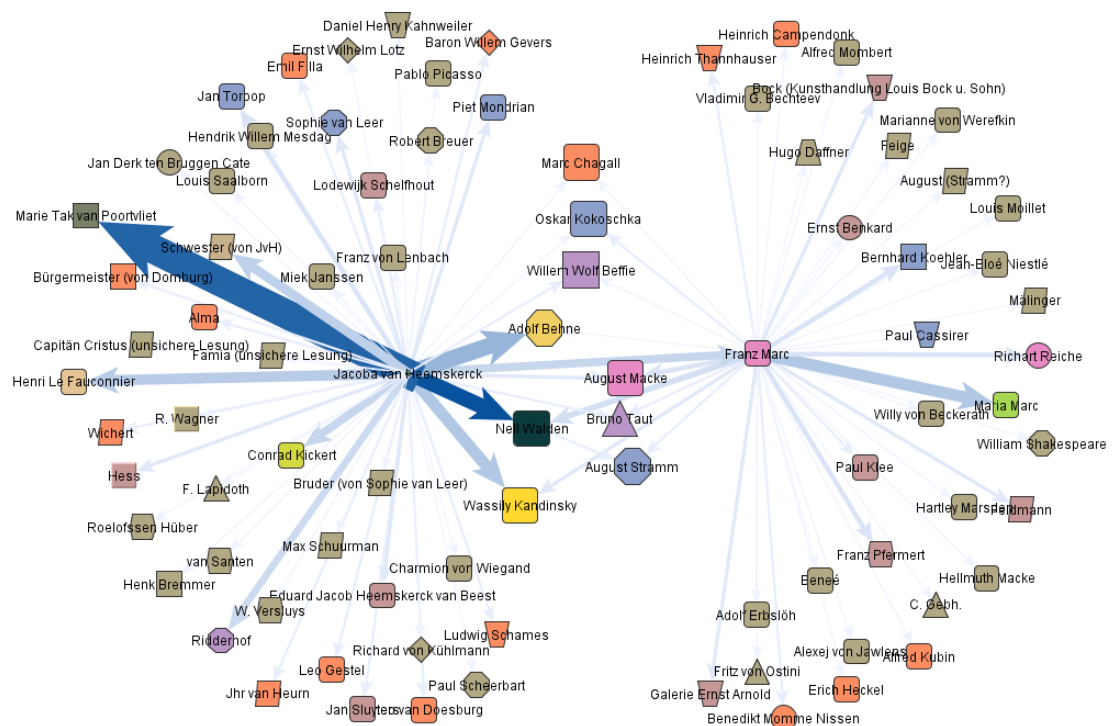 Daniel Henry Kahnweiler
Ernst Wilhelm Lotz
Baron Willem Gevers
Emil Filla
Pablo Picasso
Jan Toroop
Sophie van Leer
Piet Mondrian
Hendrik Willem Mesdag
Robert Breuer
Jan Derk ten Bruggen Cate
Louis Saalborn
Lodewijk Schelfhout
Marie Tak van Poortvliet
Schwester (von JvH)
Franz von Lenbach
Bürgermeister (von Domburg)
Miek Janssen
Alma
Capitän Cristus (unsichere Lesung)
Famia (unsichere Lesung)
Jacoba van Heemskerck
Henri Le Fauconnier
R. Wagner
Wichert
Conrad Kickert
Hess
Bruder (von Sophie van Leer)
F. Lapidoth
Roelofssen Hüber
Max Schuurman
van Santen
Henk Bremmer
Charmion von Wiegand
Eduard Jacob Heemskerck van Beest
W. Versluys
Ridderhof
Ludwig Schames
Richard von Kühlmann
Leo Gestel
Jhr van Heurn
Paul Scheerbart
Jan Sluyters
van Doesburg
Marc Chagall
Oskar Kokoschka
Willem Wolf Beffie
Adolf Behne
August Macke
Bruno Taut
Nell Walden
August Stramm
Wassily Kandinsky
Heinrich Campendonk
Heinrich Thannhauser
Alfred Mombert
Bock (Kunsthandlung Louis Bock u. Sohn)
Vladimir G. Bechteev
Marianne von Werefkin
Feige
Hugo Daffner
August (Stramm?)
Louis Moillet
Ernst Benkard
Bernhard Koehler
Jean-Bloé Niestlé
Mälinger
Paul Cassirer
Franz Marc
Richart Reiche
Maria Marc
Willy von Beckerath
William Shakespeare
Paul Klee
Hartley Marsden
Feldmann
Franz Pfermert
Hellmuth Macke
Beneé
C. Gebh.
Adolf Erbslöh
Alexej von Jawlens
Alfred Kubin
Fritz von Ostini
Galerie Ernst Arnold
Erich Heckel
Benedikt Momme Nissen